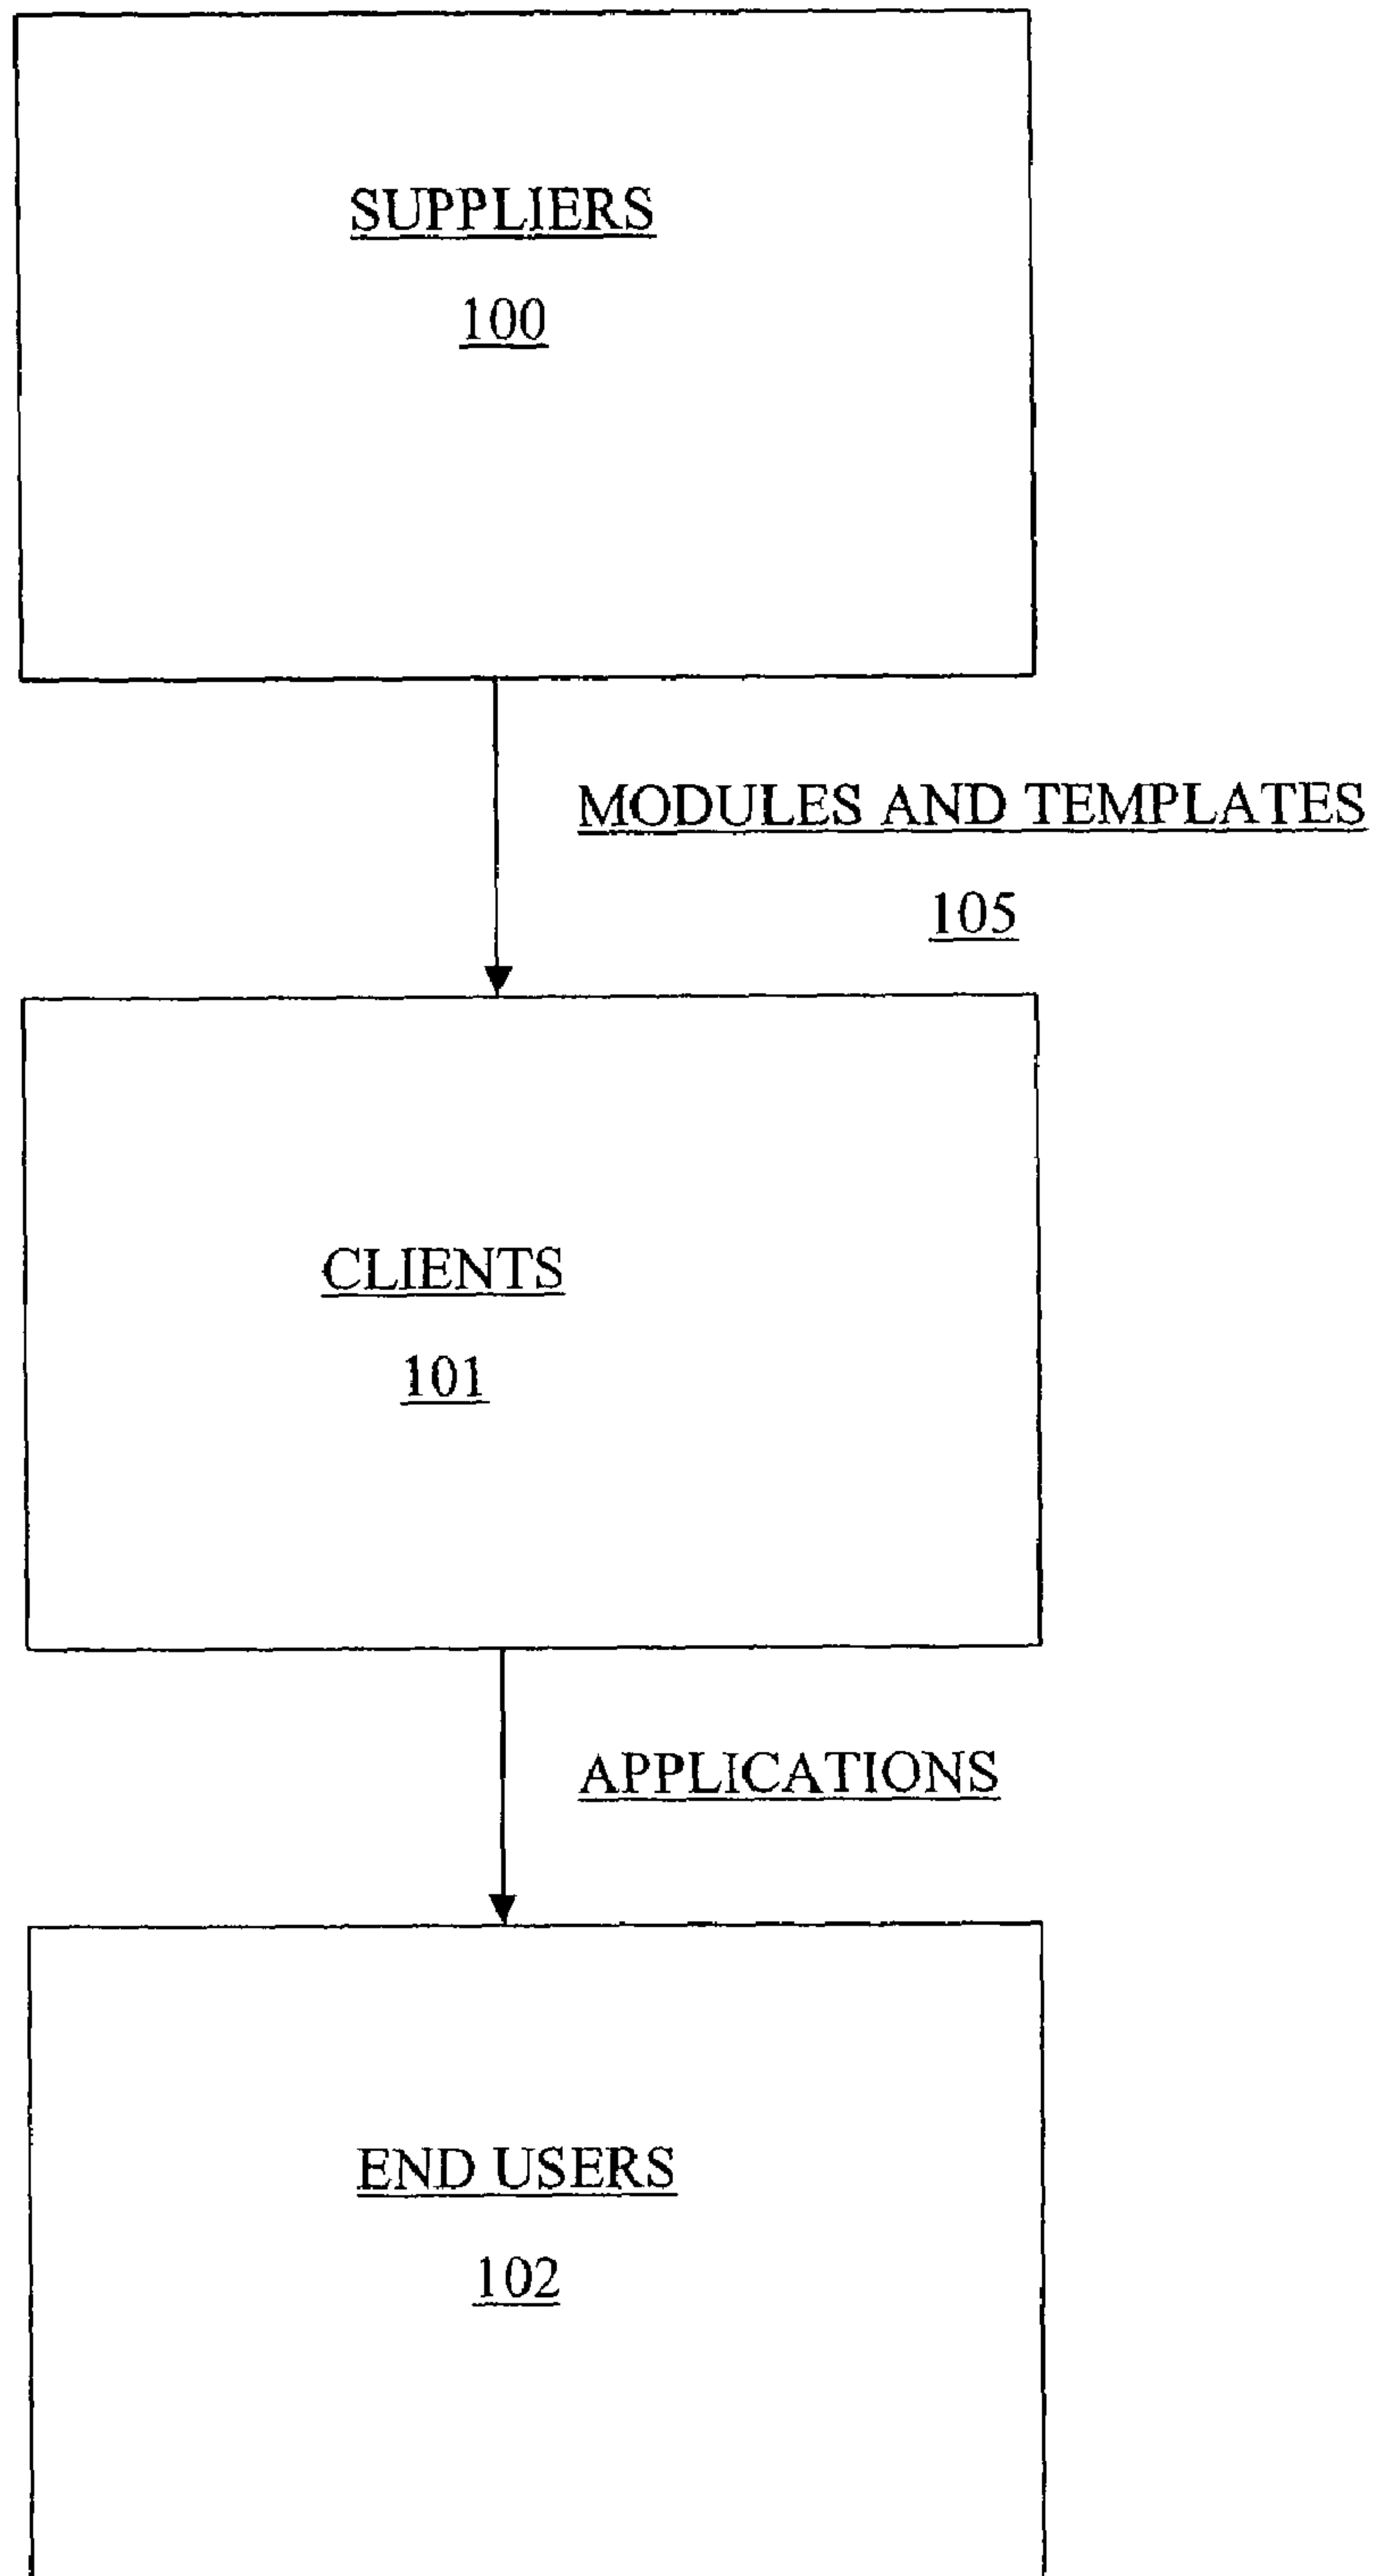 SUPPLIERS
100
MODULES AND TEMPLATES
105
CLIENTS
101
APPLICATIONS
END USERS
102